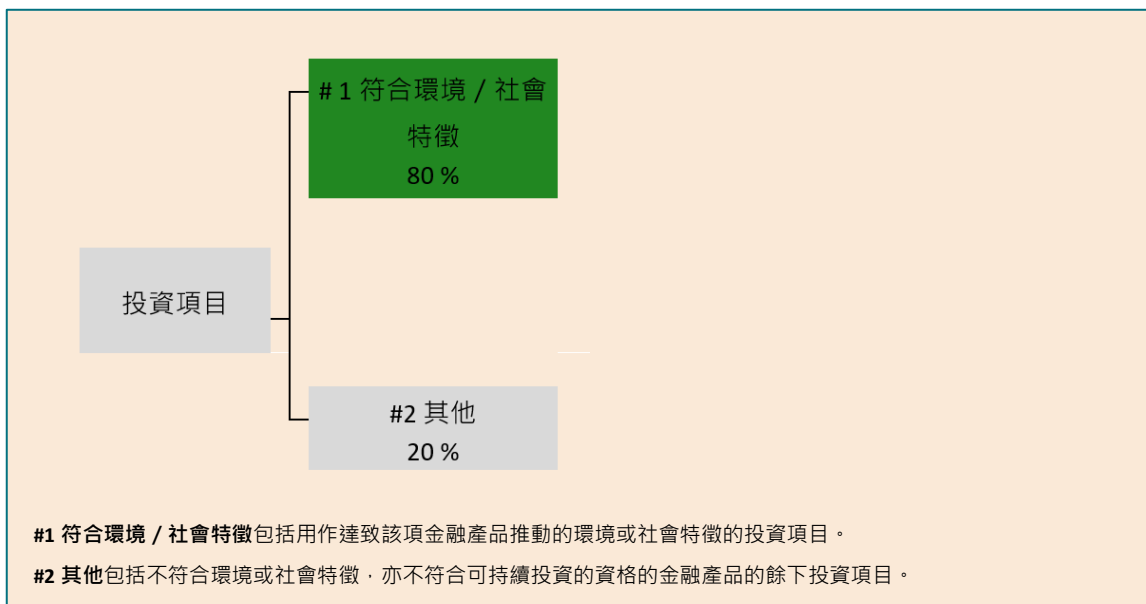 # 1 符合環境 / 社會
特徵
80 %
投資項目
#2 其他
20 %
#1 符合環境 / 社會特徵包括用作達致該項金融產品推動的環境或社會特徵的投資項目。
#2 其他包括不符合環境或社會特徵，亦不符合可持續投資的資格的金融產品的餘下投資項目。